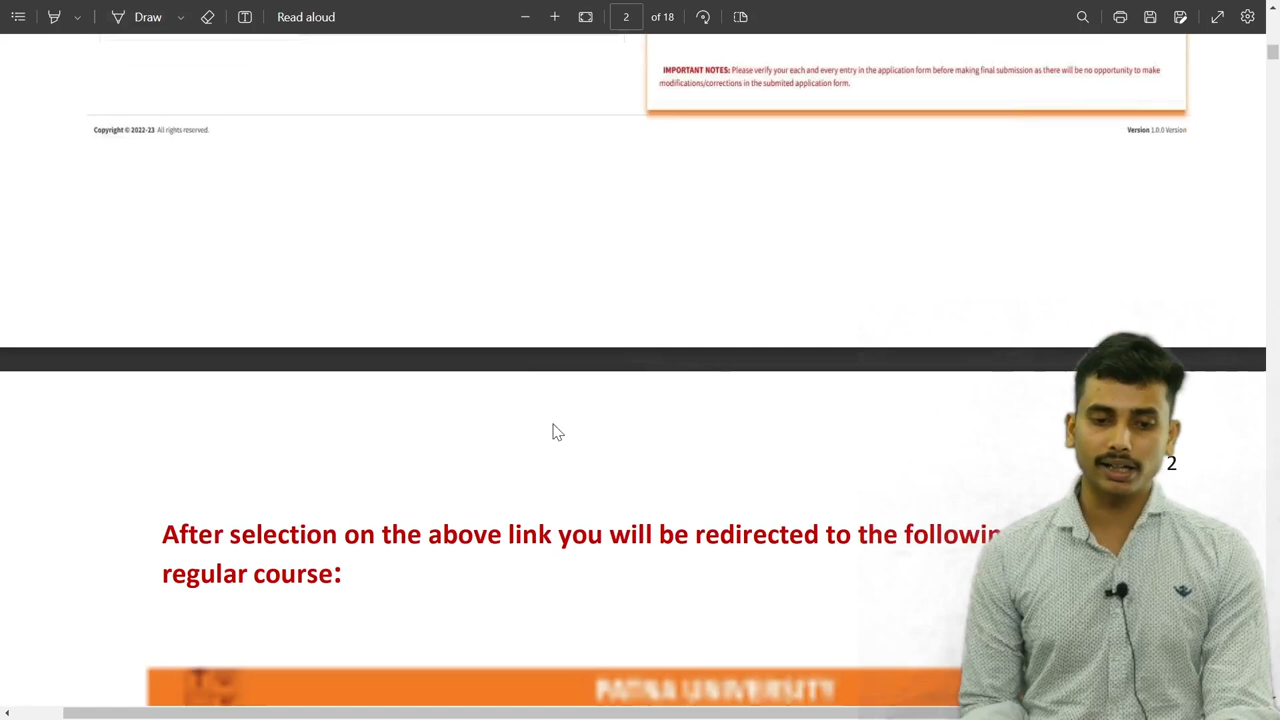 Draw
Read aloud
2 of 18
IMPORTANT NOTES: Please verify your each and every entry in the application form before making final submission as there will be no opportunity to make
modifications/corrections in the submited application form.
Copyright © 2022-23 All rights reserved.
Version 1.0.0 Version
2
After selection on the above link you will be redirected to the
regular course:
PATNA UNIVERSITY